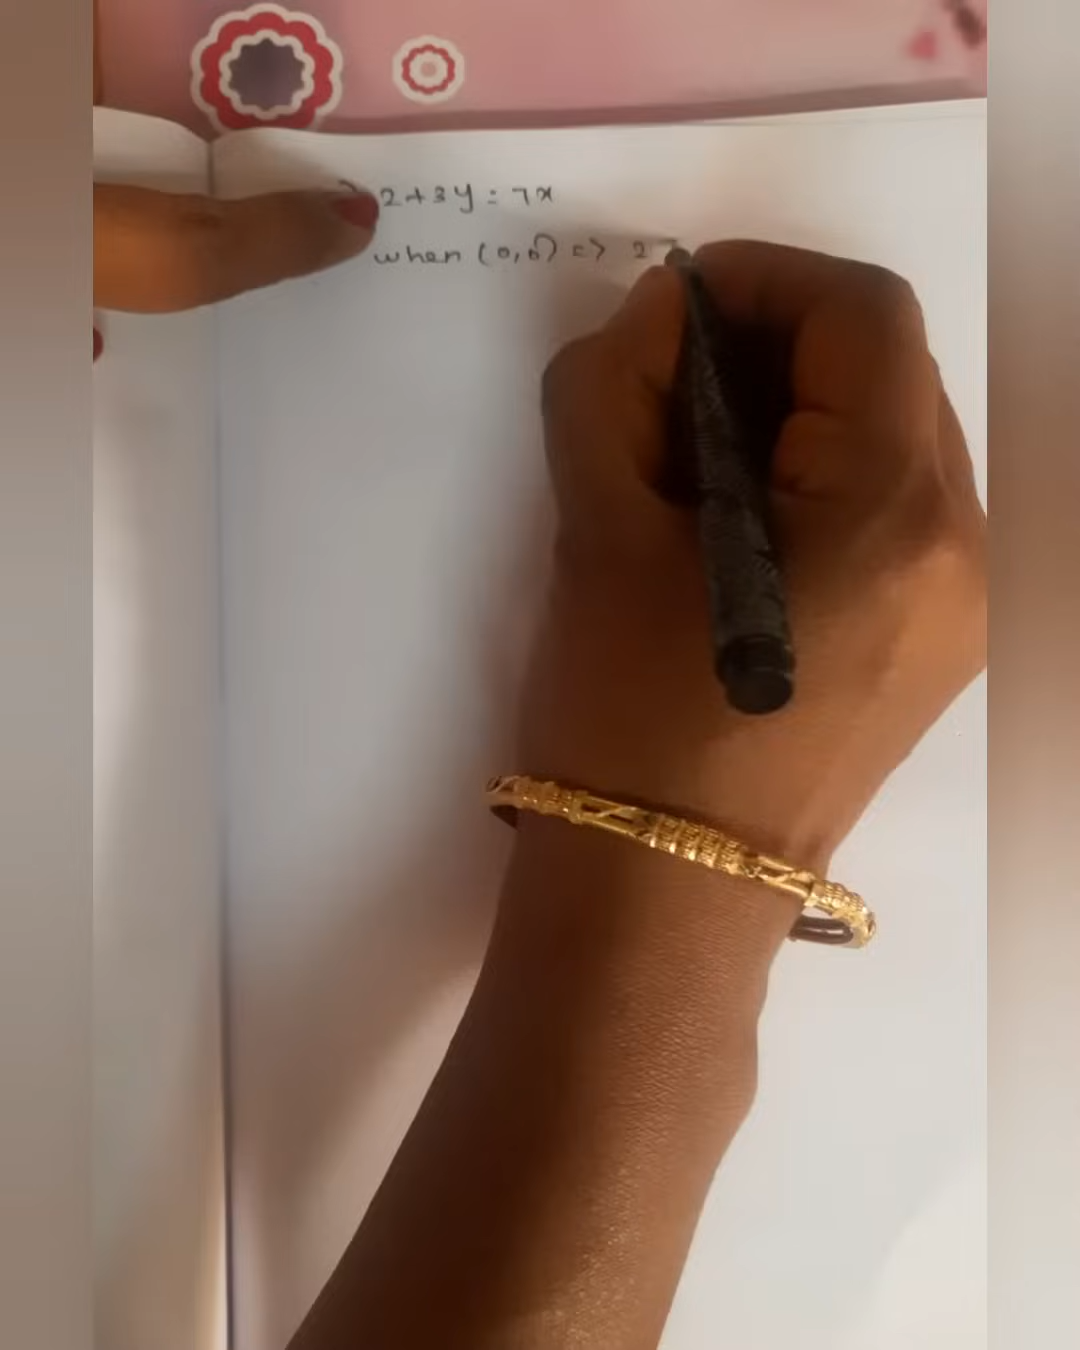 2+3y=7x
when (0,0) => 2